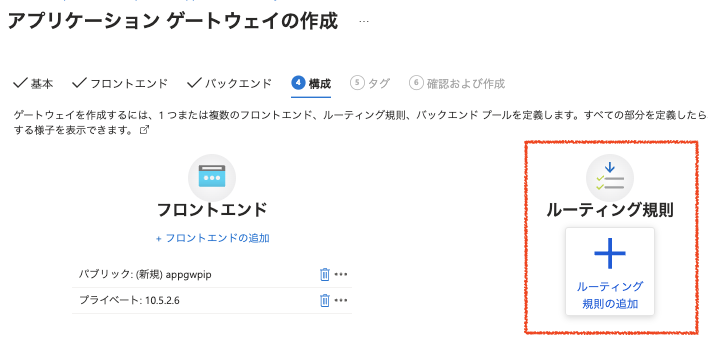 アプリケーション ゲートウェイの作成 …
基本 フロントエンド バックエンド 4 構成 5 タグ 6 確認および作成
ゲートウェイを作成するには、1 つまたは複数のフロントエンド、ルーティング規則、バックエンド プールを定義します。すべての部分を定義したら
する様子を表示できます。
フロントエンド
+ フロントエンドの追加
パブリック: (新規) appgwpip
プライベート: 10.5.2.6
ルーティング規則
ルーティング
規則の追加